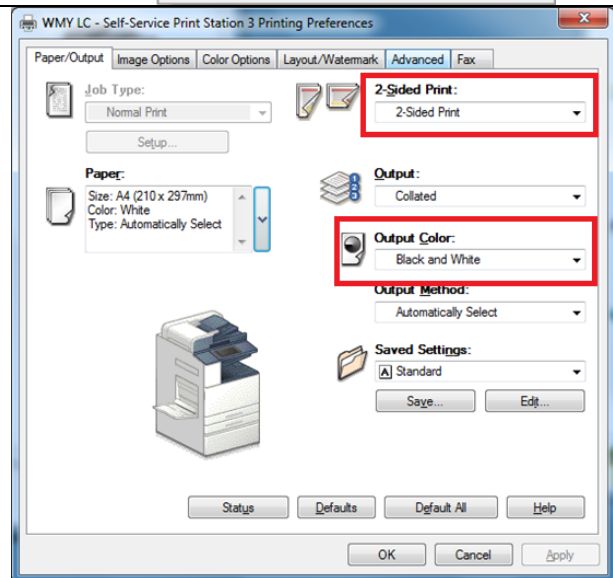 WMY LC - Self-Service Print Station 3 Printing Preferences
Paper/Output Image Options Color Options Layout/Watermark Advanced Fax
Job Type:
Normal Print
Setup...
2-Sided Print:
2-Sided Print
Paper:
Size: A4 (210 x 297mm)
Color: White
Type: Automatically Select
1
2
3
Output:
Collated
Output Color:
Black and White
Output Method:
Automatically Select
Saved Settings:
A Standard
Save... Edit...
Status Defaults Default All Help
OK Cancel Apply